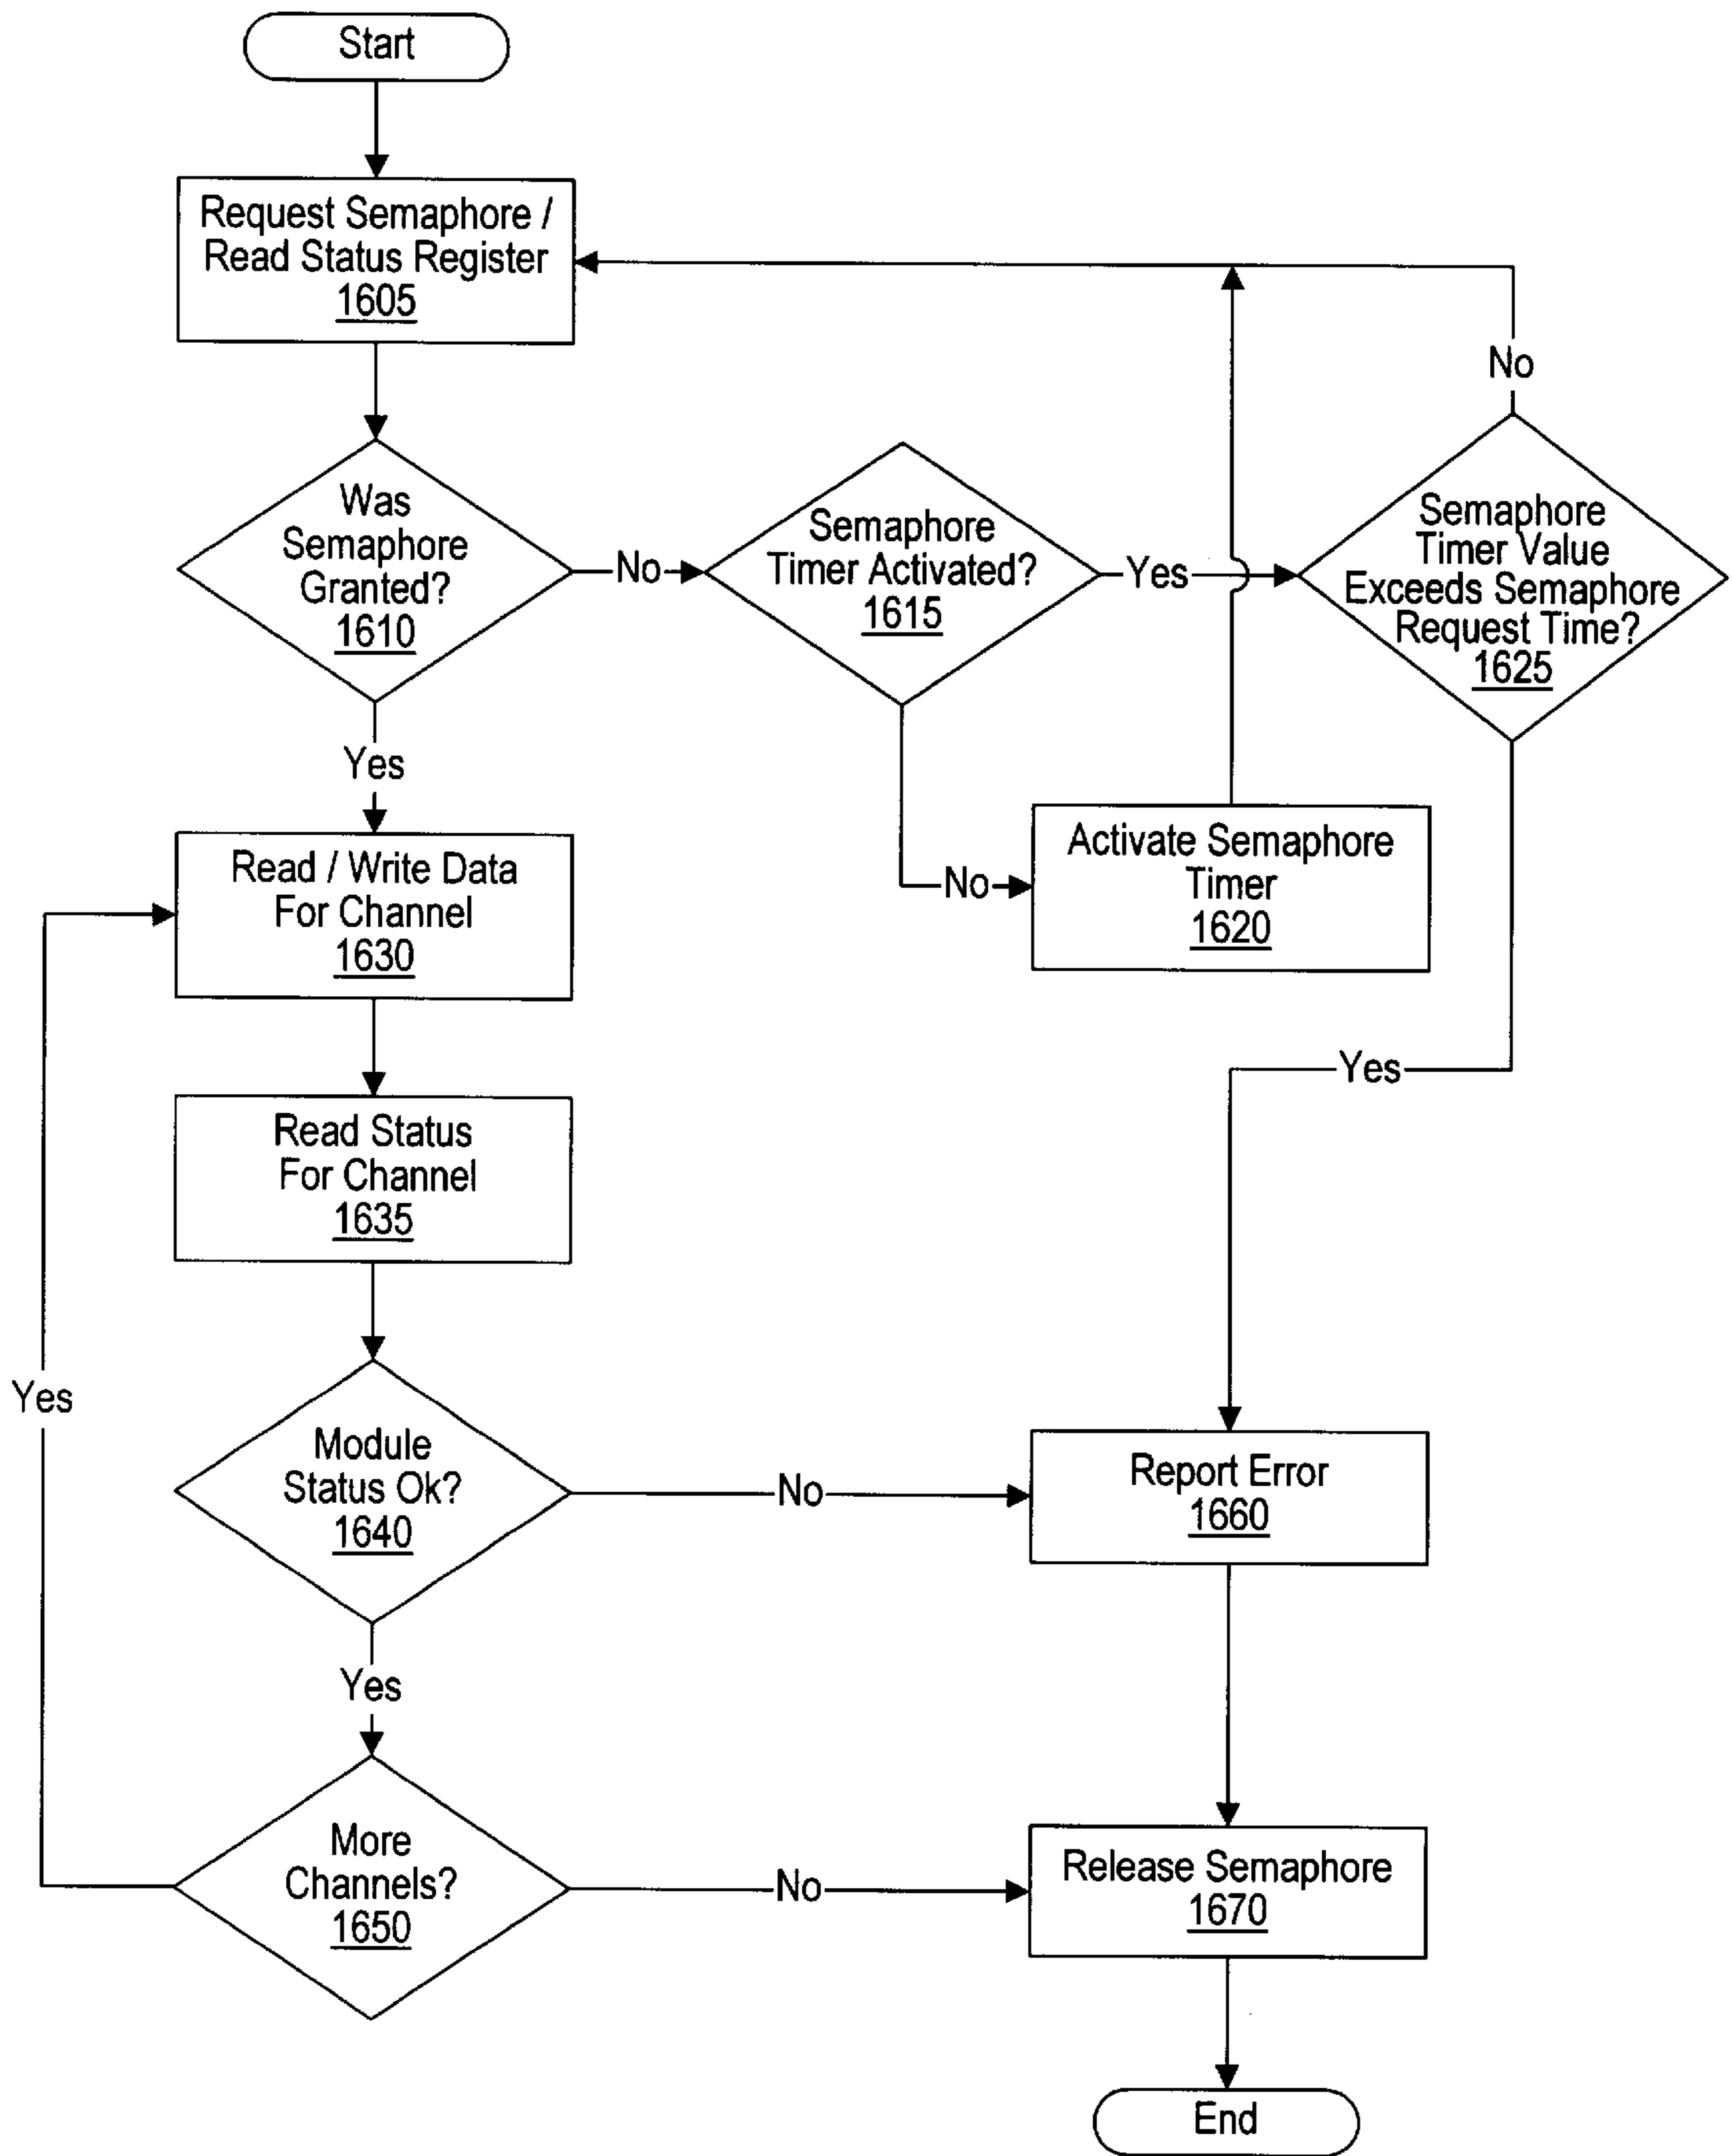 Start
Request Semaphore /
Read Status Register
1605
No
Was
Semaphore
Granted?
1610
No
Semaphore
Timer Activated?
1615
Yes
Semaphore
Timer Value
Exceeds Semaphore
Request Time?
1625
Yes
Read / Write Data
For Channel
1630
No
Activate Semaphore
Timer
1620
Yes
Read Status
For Channel
1635
Yes
Module
Status Ok?
1640
No
Report Error
1660
Yes
More
Channels?
1650
No
Release Semaphore
1670
End